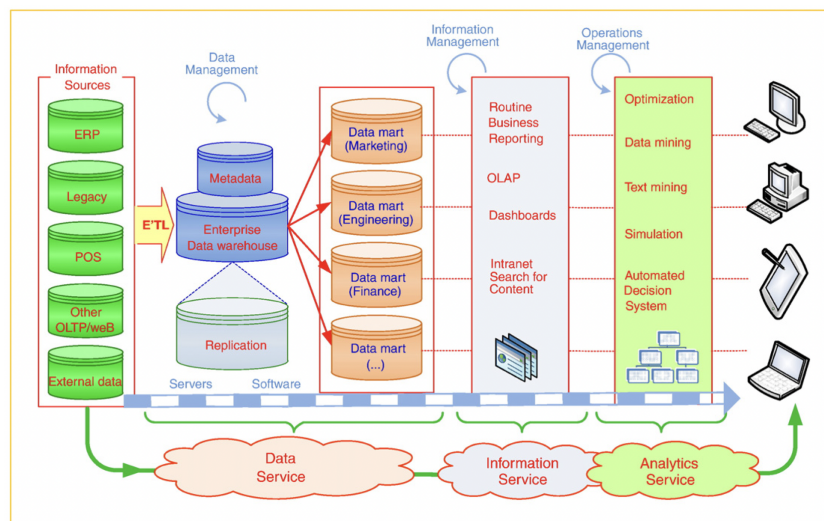 Information
Sources
ERP
Legacy
POS
Other
OLTP/weB
External data
E'TL
Data
Management
Metadata
Enterprise
Data warehouse
Replication
Servers
Software
Data mart
(Marketing)
Data mart
(Engineering)
Data mart
(Finance)
Data mart
(...)
Information
Management
Routine
Business
Reporting
OLAP
Dashboards
Intranet
Search for
Content
Operations
Management
Optimization
Data mining
Text mining
Simulation
Automated
Decision
System
Data
Service
Information
Service
Analytics
Service